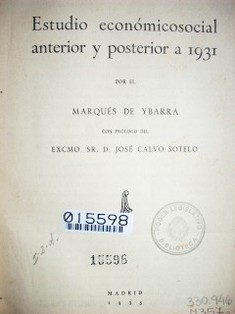 Estudio económicosocial
anterior y posterior a 1931
POR EL
MARQUÉS DE YBARRA
CON PRÓLOGO DEL
EXCMO. SR. D. JOSÉ CALVO SOTELO
015598
BIBLIOTECA
15598
MADRID
330.946